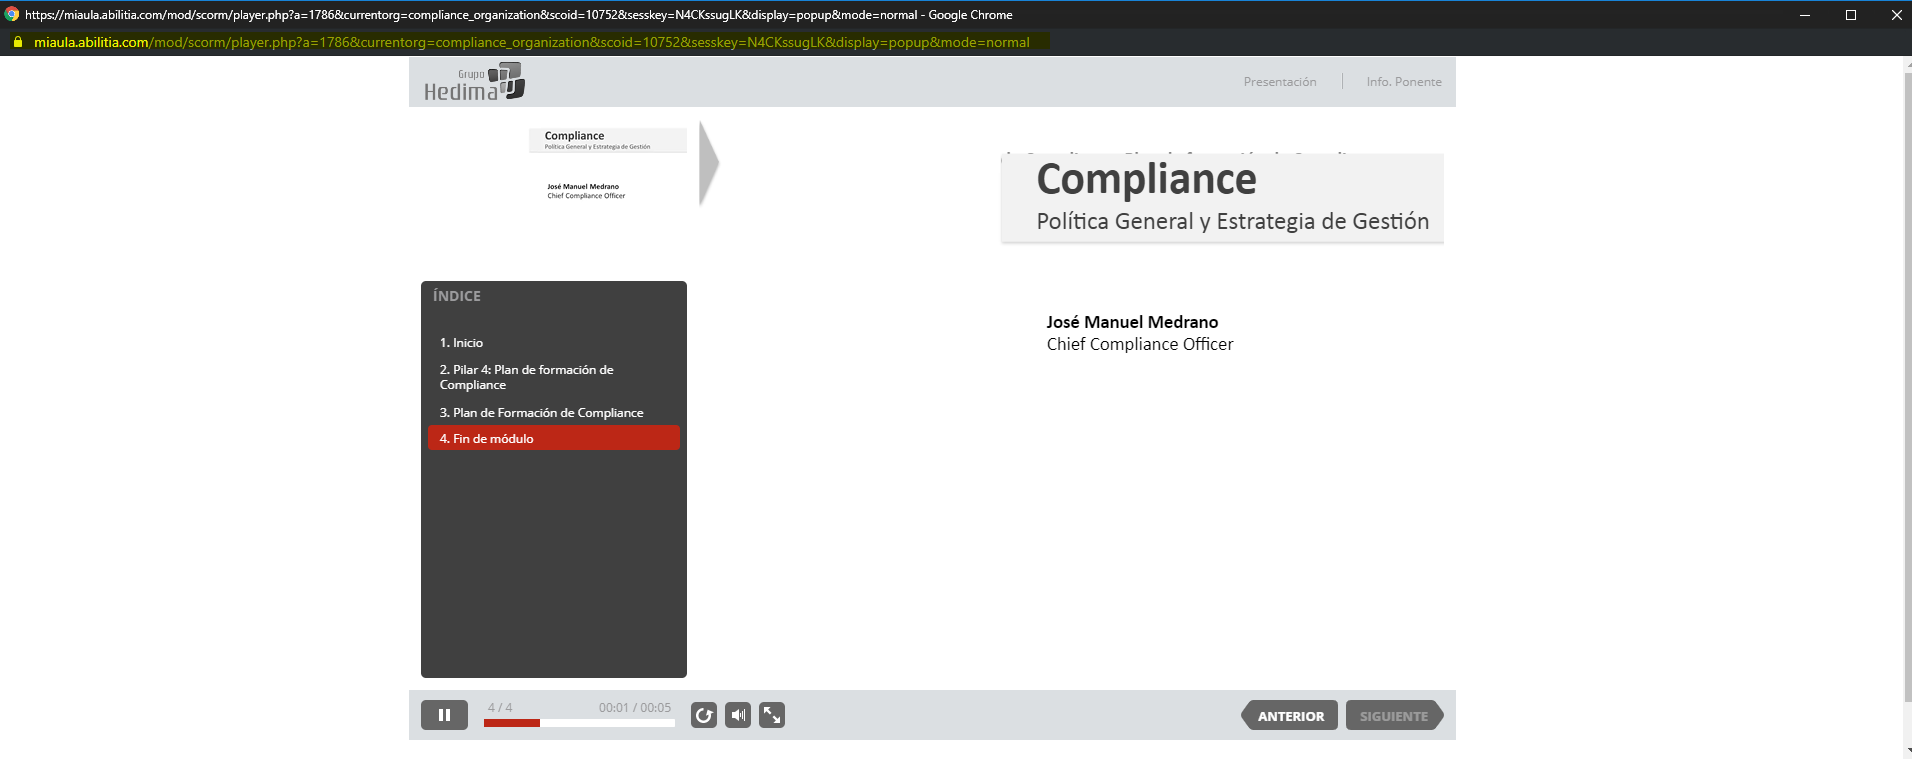 https://miaula.abilitia.com/mod/scorm/player.php?a=1786&currentorg=compliance_organization&scoid=10752&sesskey=N4CKssugLK&display=popup&mode=normal - Google Chrome
miaula.abilitia.com/mod/scorm/player.php?a=1786&currentorg=compliance_organization&scoid=10752&sesskey=N4CKssugLK&display=popup&mode=normal
Grupo
Hedima
Presentación
Info. Ponente
Compliance
Política General y Estrategia de Gestión
José Manuel Medrano
Chief Compliance Officer
Compliance
Política General y Estrategia de Gestión
José Manuel Medrano
Chief Compliance Officer
ÍNDICE
1. Inicio
2. Pilar 4: Plan de formación de
Compliance
3. Plan de Formación de Compliance
4. Fin de módulo
4 / 4
00:01 / 00:05
ANTERIOR
SIGUIENTE